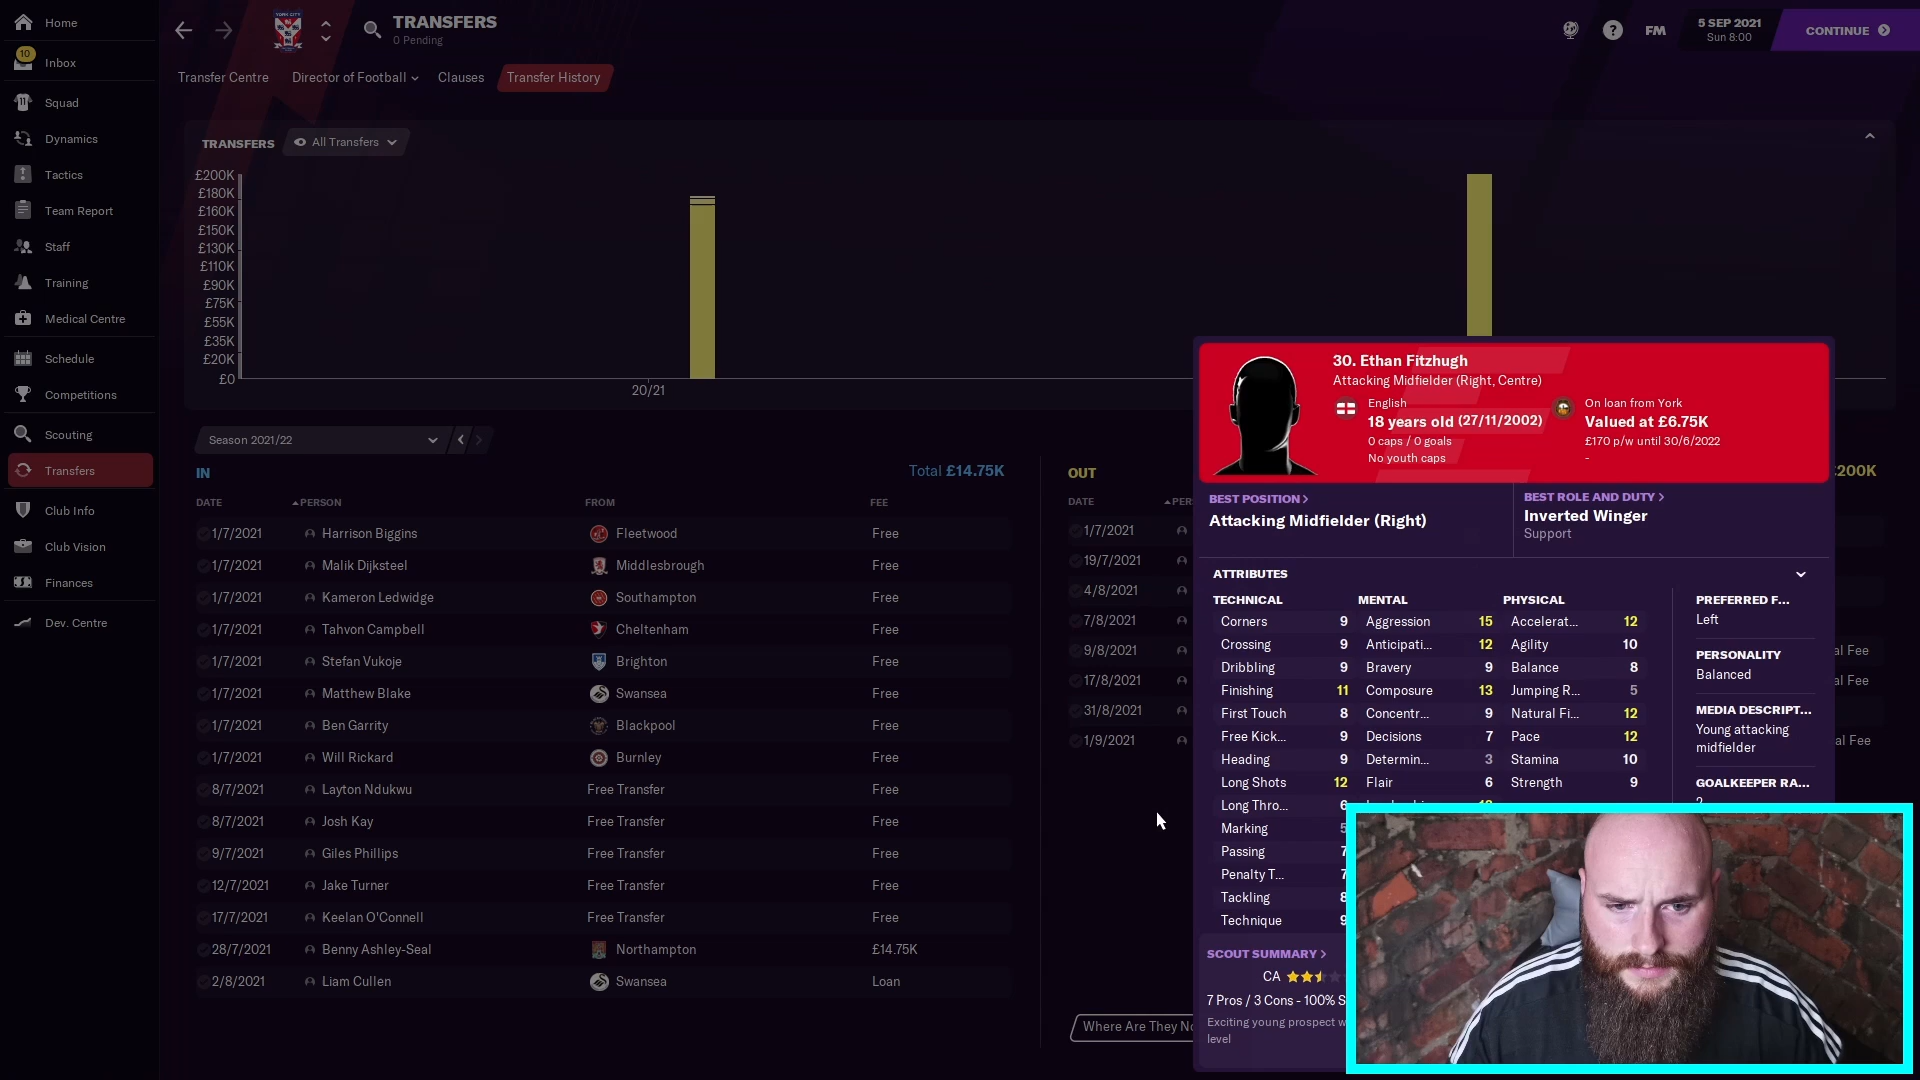 Home
10
Inbox
Squad
Dynamics
Tactics
Team Report
Staff
Training
Medical Centre
Schedule
Competitions
Scouting
Transfers
Club Info
Club Vision
Finances
Dev. Centre
TRANSFERS
0 Pending
FM
5 SEP 2021
Sun 8:00
CONTINUE
Transfer Centre Director of Football Clauses Transfer History
TRANSFERS All Transfers
£200K
£180K
£160K
£150K
£130K
£110K
£90K
£75K
£55K
£35K
£20K
£0
20/21
Season 2021/22
IN Total £14.75K
DATE PERSON FROM FEE
1/7/2021 Harrison Biggins Fleetwood Free
1/7/2021 Malik Dijksteel Middlesbrough Free
1/7/2021 Kameron Ledwidge Southampton Free
1/7/2021 Tahvon Campbell Cheltenham Free
1/7/2021 Stefan Vukoje Brighton Free
1/7/2021 Matthew Blake Swansea Free
1/7/2021 Ben Garrity Blackpool Free
1/7/2021 Will Rickard Burnley Free
8/7/2021 Layton Ndukwu Free Transfer Free
8/7/2021 Josh Kay Free Transfer Free
9/7/2021 Giles Phillips Free Transfer Free
12/7/2021 Jake Turner Free Transfer Free
17/7/2021 Keelan O'Connell Free Transfer Free
28/7/2021 Benny Ashley-Seal Northampton £14.75K
2/8/2021 Liam Cullen Swansea Loan
OUT £200K
DATE PER
1/7/2021
19/7/2021
4/8/2021
7/8/2021
9/8/2021 al Fee
17/8/2021 al Fee
31/8/2021
1/9/2021 al Fee
Where Are They No
30. Ethan Fitzhugh
Attacking Midfielder (Right, Centre)
English
18 years old (27/11/2002)
0 caps / 0 goals
No youth caps
On loan from York
Valued at £6.75K
£170 p/w until 30/6/2022
-
BEST POSITION >
Attacking Midfielder (Right)
BEST ROLE AND DUTY >
Inverted Winger
Support
ATTRIBUTES
TECHNICAL MENTAL PHYSICAL
Corners 9 Aggression 15 Accelerat... 12
Crossing 9 Anticipati... 12 Agility 10
Dribbling 9 Bravery 9 Balance 8
Finishing 11 Composure 13 Jumping R... 5
First Touch 8 Concentr... 9 Natural Fi... 12
Free Kick... 9 Decisions 7 Pace 12
Heading 9 Determin... 3 Stamina 10
Long Shots 12 Flair 6 Strength 9
Long Thro... 6
Marking 5
Passing 7
Penalty T... 7
Tackling 8
Technique 9
PREFERRED F...
Left
PERSONALITY
Balanced
MEDIA DESCRIPT...
Young attacking
midfielder
GOALKEEPER RA...
2
SCOUT SUMMARY >
CA
7 Pros / 3 Cons - 100% S
Exciting young prospect w
level